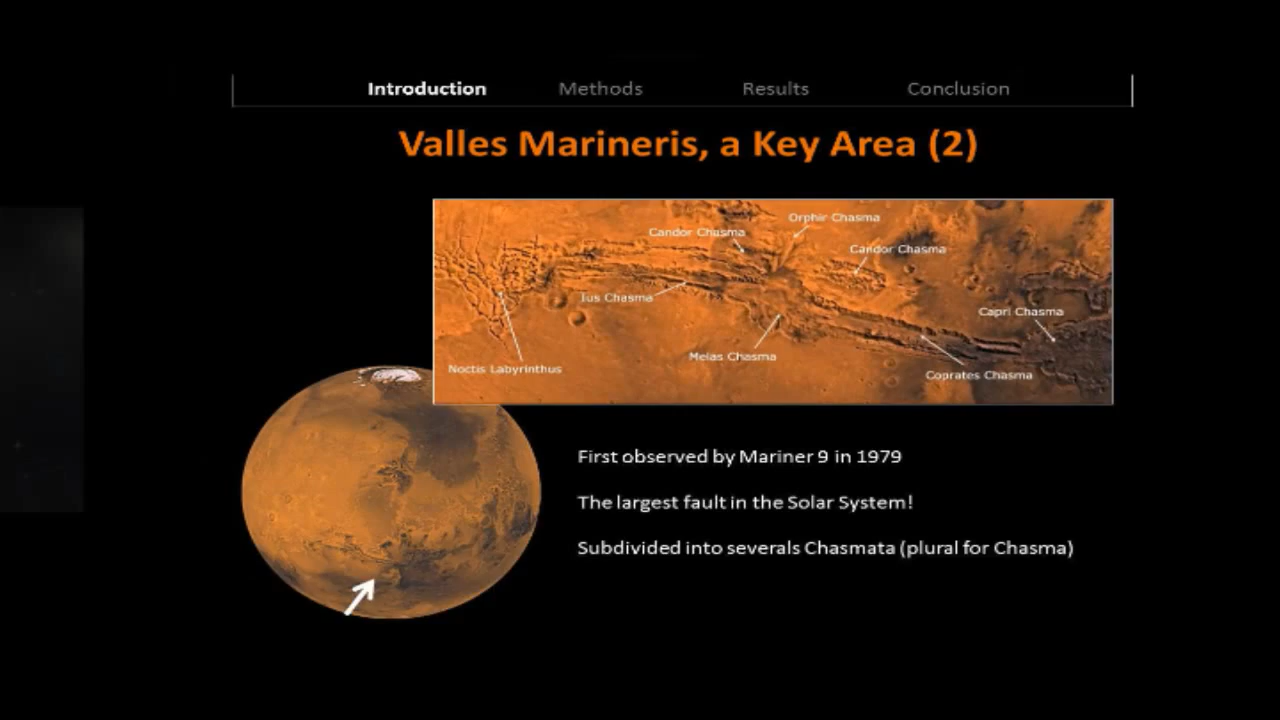 Introduction Methods Results Conclusion
Valles Marineris, a Key Area (2)
Orphir Chasma
Candor Chasma
Candor Chasma
Ius Chasma
Capri Chasma
Melas Chasma
Noctis Labyrinthus
Coprates Chasma
First observed by Mariner 9 in 1979
The largest fault in the Solar System!
Subdivided into severals Chasmata (plural for Chasma)